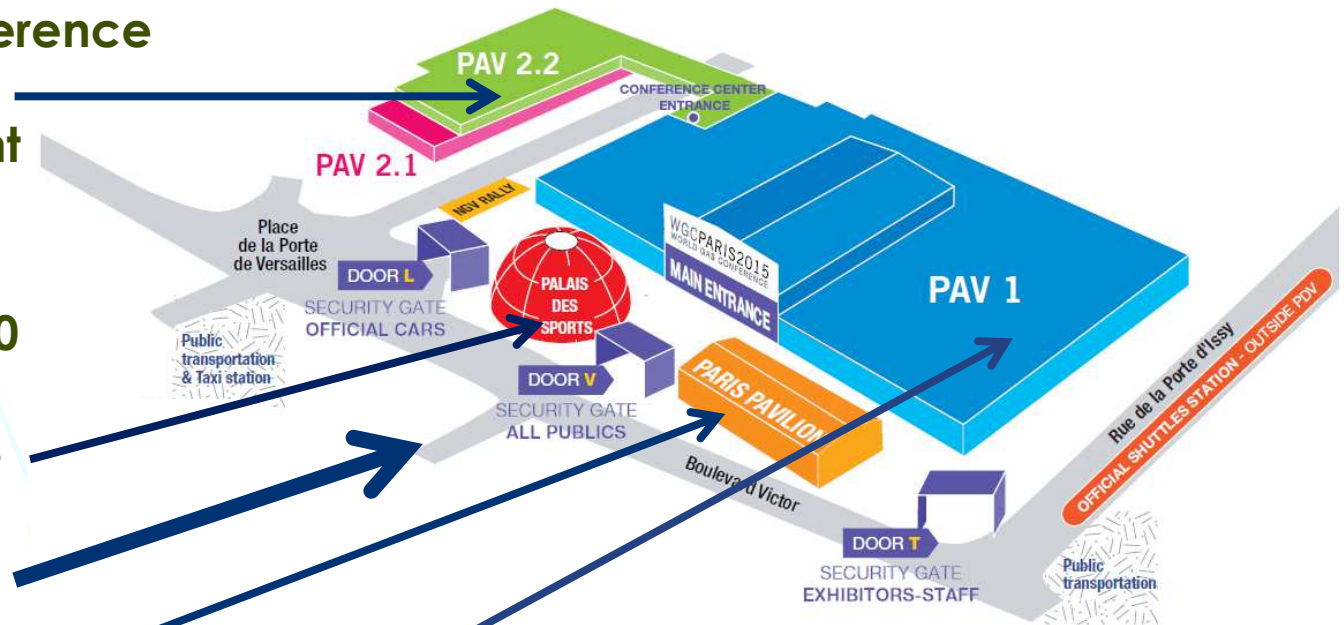 erence
PAV 2.2
CONFERENCE CENTER
ENTRANCE
nt
PAV 2.1
NGV RALLY
Place
de la Porte
de Versailles
WGCPARIS2015
WORLD GAS CONFERENCE
MAIN ENTRANCE
DOOR L
SECURITY GATE
OFFICIAL CARS
PALAIS
DES
SPORTS
PAV 1
0
Public
transportation
& Taxi station
DOOR V
SECURITY GATE
ALL PUBLICS
PARIS PAVILION
Rue de la Porte d'Issy
OFFICIAL SHUTTLES STATION - OUTSIDE PDV
Boulevard Victor
DOOR T
SECURITY GATE
EXHIBITORS-STAFF
Public
transportation